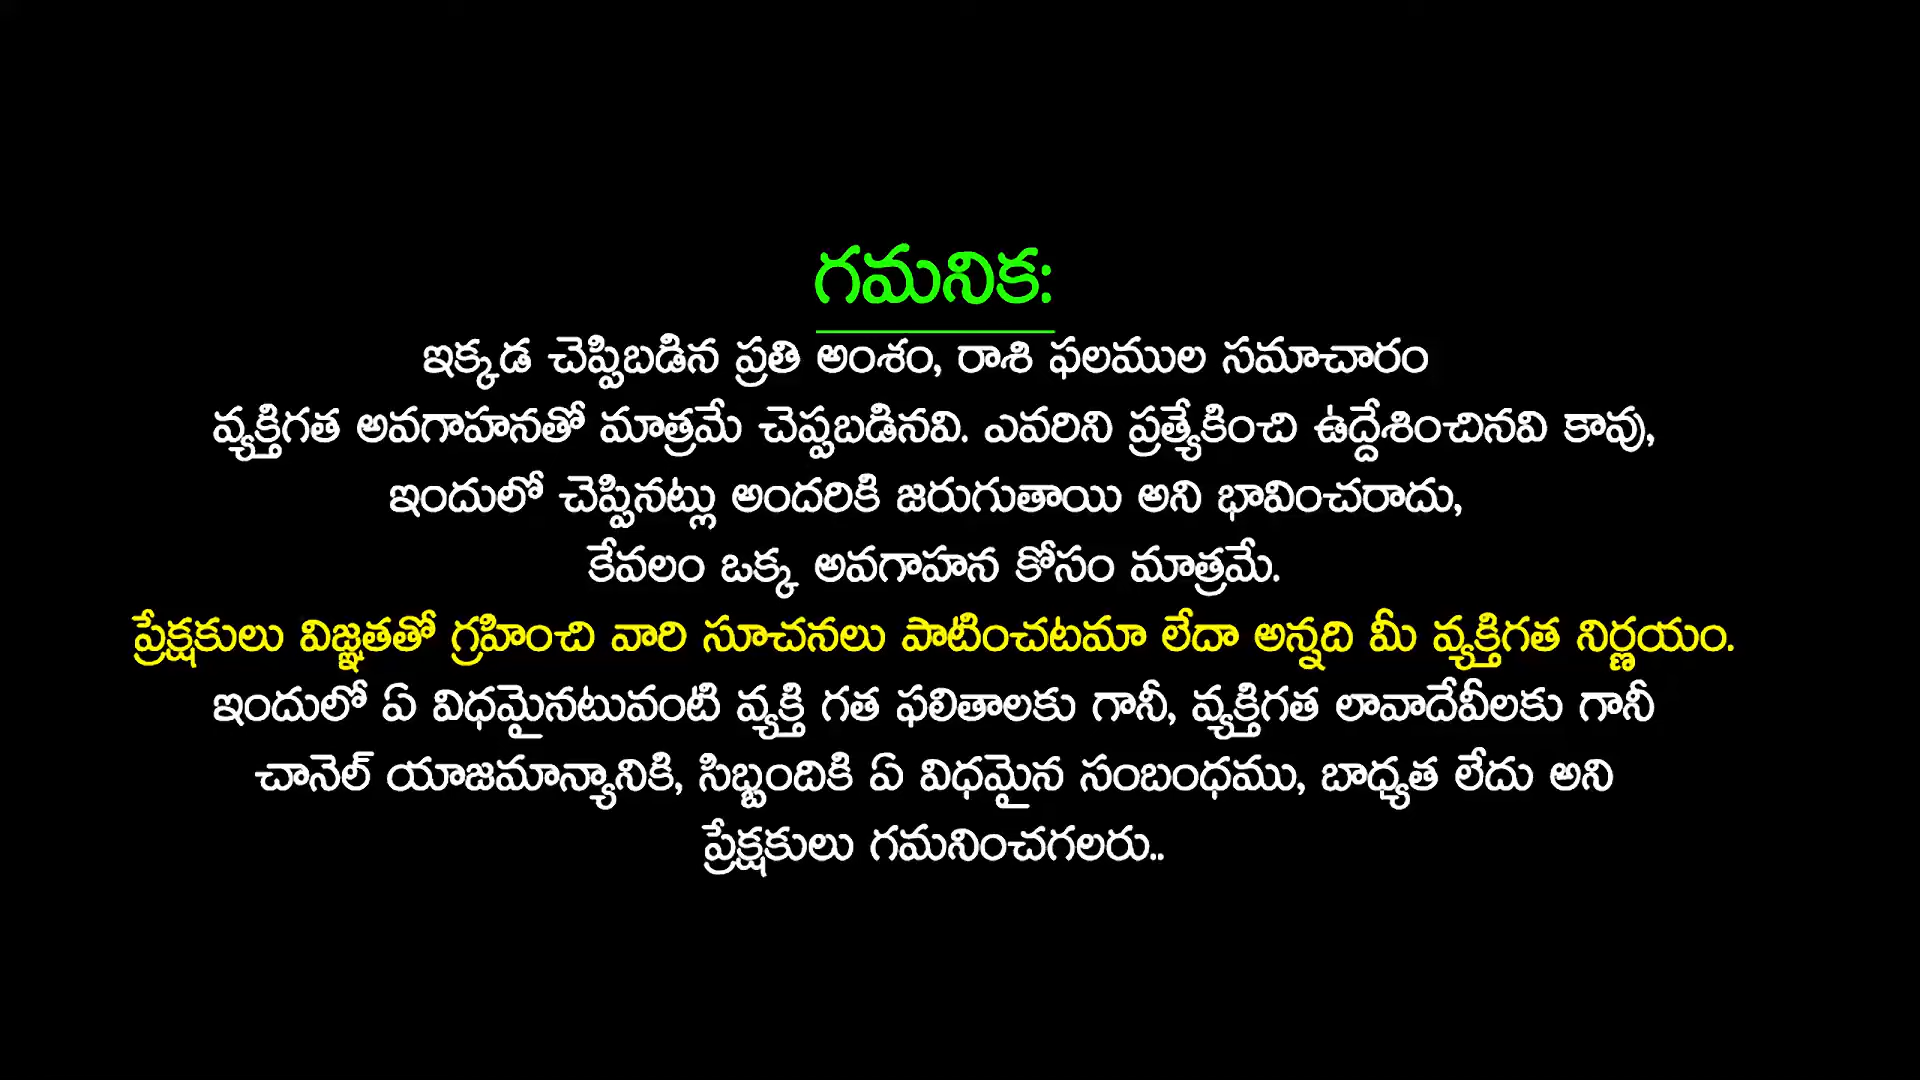 గమనిక:
ఇక్కడ చెప్పిబడిన ప్రతి అంశం, రాశి ఫలముల సమాచారం
వ్యక్తిగత అవగాహనతో మాత్రమే చెప్పబడినవి. ఎవరిని ప్రత్యేకించి ఉద్దేశించినవి కావు,
ఇందులో చెప్పినట్లు అందరికి జరుగుతాయి అని భావించరాదు,
కేవలం ఒక్క అవగాహన కోసం మాత్రమే.
ప్రేక్షకులు విజ్ఞతతో గ్రహించి వారి సూచనలు పాటించటమా లేదా అన్నది మీ వ్యక్తిగత నిర్ణయం.
ఇందులో ఏ విధమైనటువంటి వ్యక్తి గత ఫలితాలకు గానీ, వ్యక్తిగత లావాదేవీలకు గానీ
చానెల్ యాజమాన్యానికి, సిబ్బందికి ఏ విధమైన సంబంధము, బాధ్యత లేదు అని
ప్రేక్షకులు గమనించగలరు..